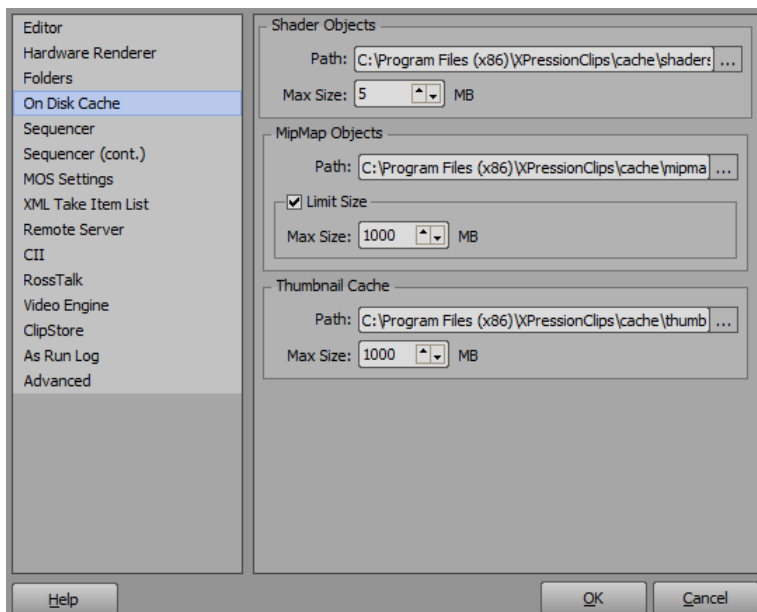 Editor
Hardware Renderer
Folders
On Disk Cache
Sequencer
Sequencer (cont.)
MOS Settings
XML Take Item List
Remote Server
CII
RossTalk
Video Engine
ClipStore
As Run Log
Advanced
Shader Objects
Path: C:\Program Files (x86)\XPressionClips\cache\shaders ...
Max Size: 5 MB
MipMap Objects
Path: C:\Program Files (x86)\XPressionClips\cache\mipma ...
Limit Size
Max Size: 1000 MB
Thumbnail Cache
Path: C:\Program Files (x86)\XPressionClips\cache\thumb ...
Max Size: 1000 MB
Help
OK
Cancel